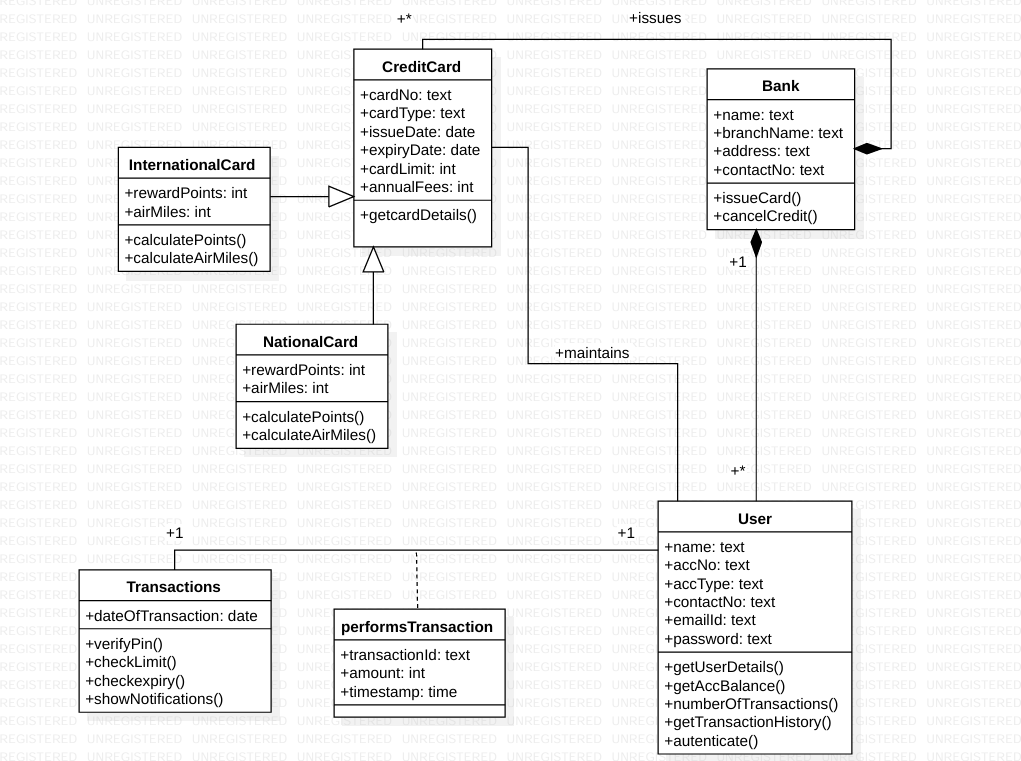 +*
+issues
CreditCard
+cardNo: text
+cardType: text
+issueDate: date
+expiryDate: date
+cardLimit: int
+annualFees: int
+getcardDetails()
Bank
+name: text
+branchName: text
+address: text
+contactNo: text
+issueCard()
+cancelCredit()
InternationalCard
+rewardPoints: int
+airMiles: int
+calculatePoints()
+calculateAirMiles()
+1
NationalCard
+rewardPoints: int
+airMiles: int
+calculatePoints()
+calculateAirMiles()
+maintains
+*
+1
+1
User
+name: text
+accNo: text
+accType: text
+contactNo: text
+emailId: text
+password: text
+getUserDetails()
+getAccBalance()
+numberOfTransactions()
+getTransactionHistory()
+autenticate()
Transactions
+dateOfTransaction: date
+verifyPin()
+checkLimit()
+checkexpiry()
+showNotifications()
performsTransaction
+transactionId: text
+amount: int
+timestamp: time
UNREGISTERED